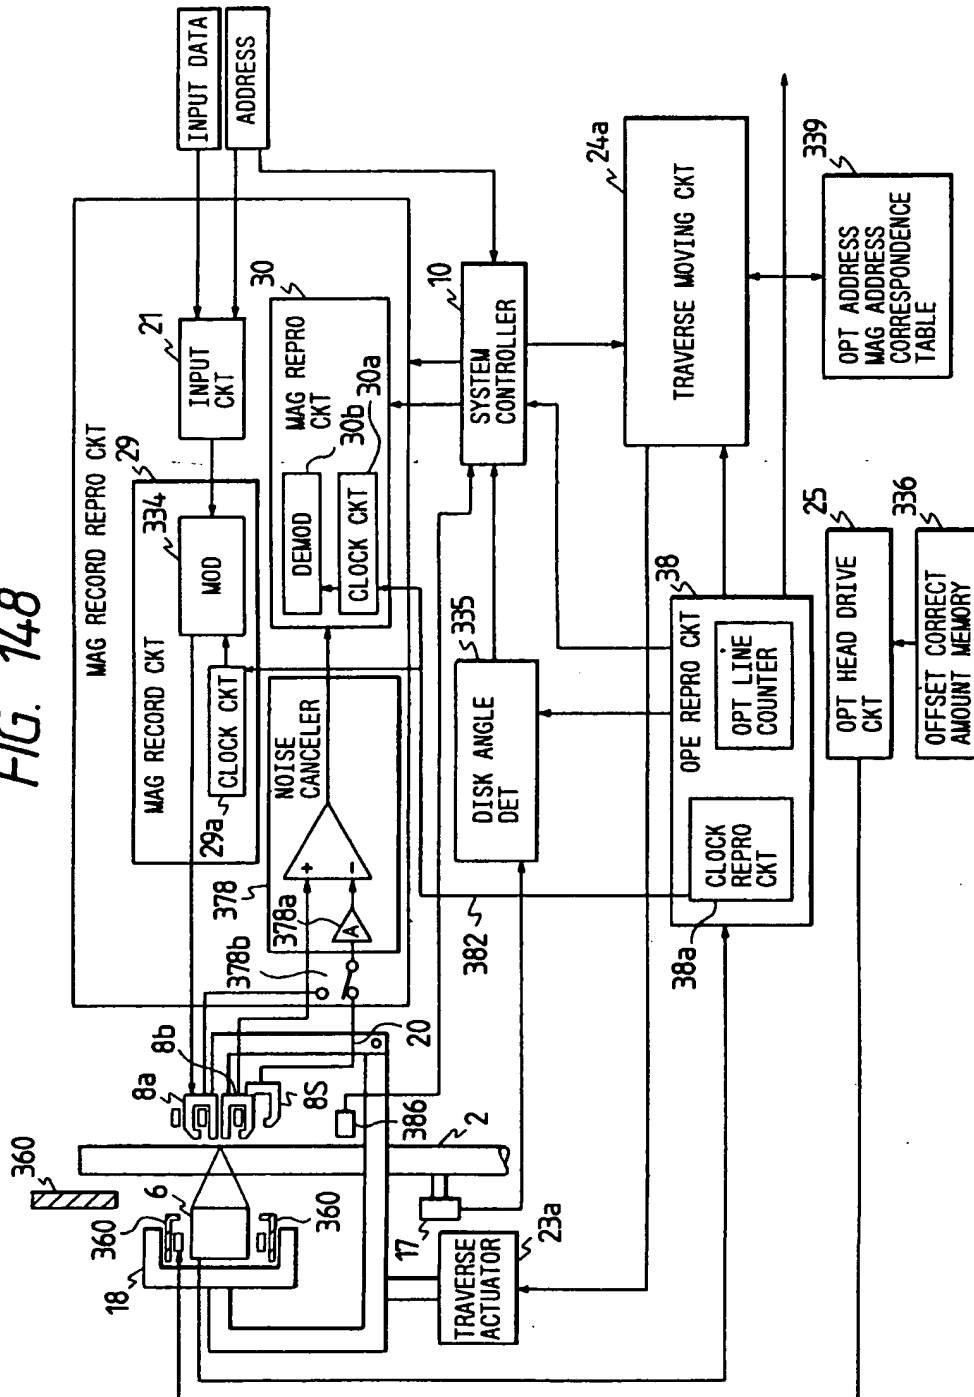 FIG. 148
INPUT DATA
ADDRESS
MAG RECORD REPRO CKT
21
INPUT
CKT
29
MAG RECORD CKT
334
MOD
CLOCK CKT
29a
30
MAG REPRO
CKT
30b
DEMOD
30a
CLOCK CKT
378
NOISE
CANCELER
378a
A
+
−
378b
8a
8b
8S
20
386
2
360
6
360
360
18
17
23a
TRAVERSE
ACTUATOR
10
SYSTEM
CONTROLLER
335
DISK ANGLE
DET
382
24a
TRAVERSE MOVING CKT
339
OPT ADDRESS
MAG ADDRESS
CORRESPONDENCE
TABLE
38
OPE REPRO CKT
OPT LINE
COUNTER
CLOCK
REPRO
CKT
38a
25
OPT HEAD DRIVE
CKT
336
OFFSET CORRECT
AMOUNT MEMORY